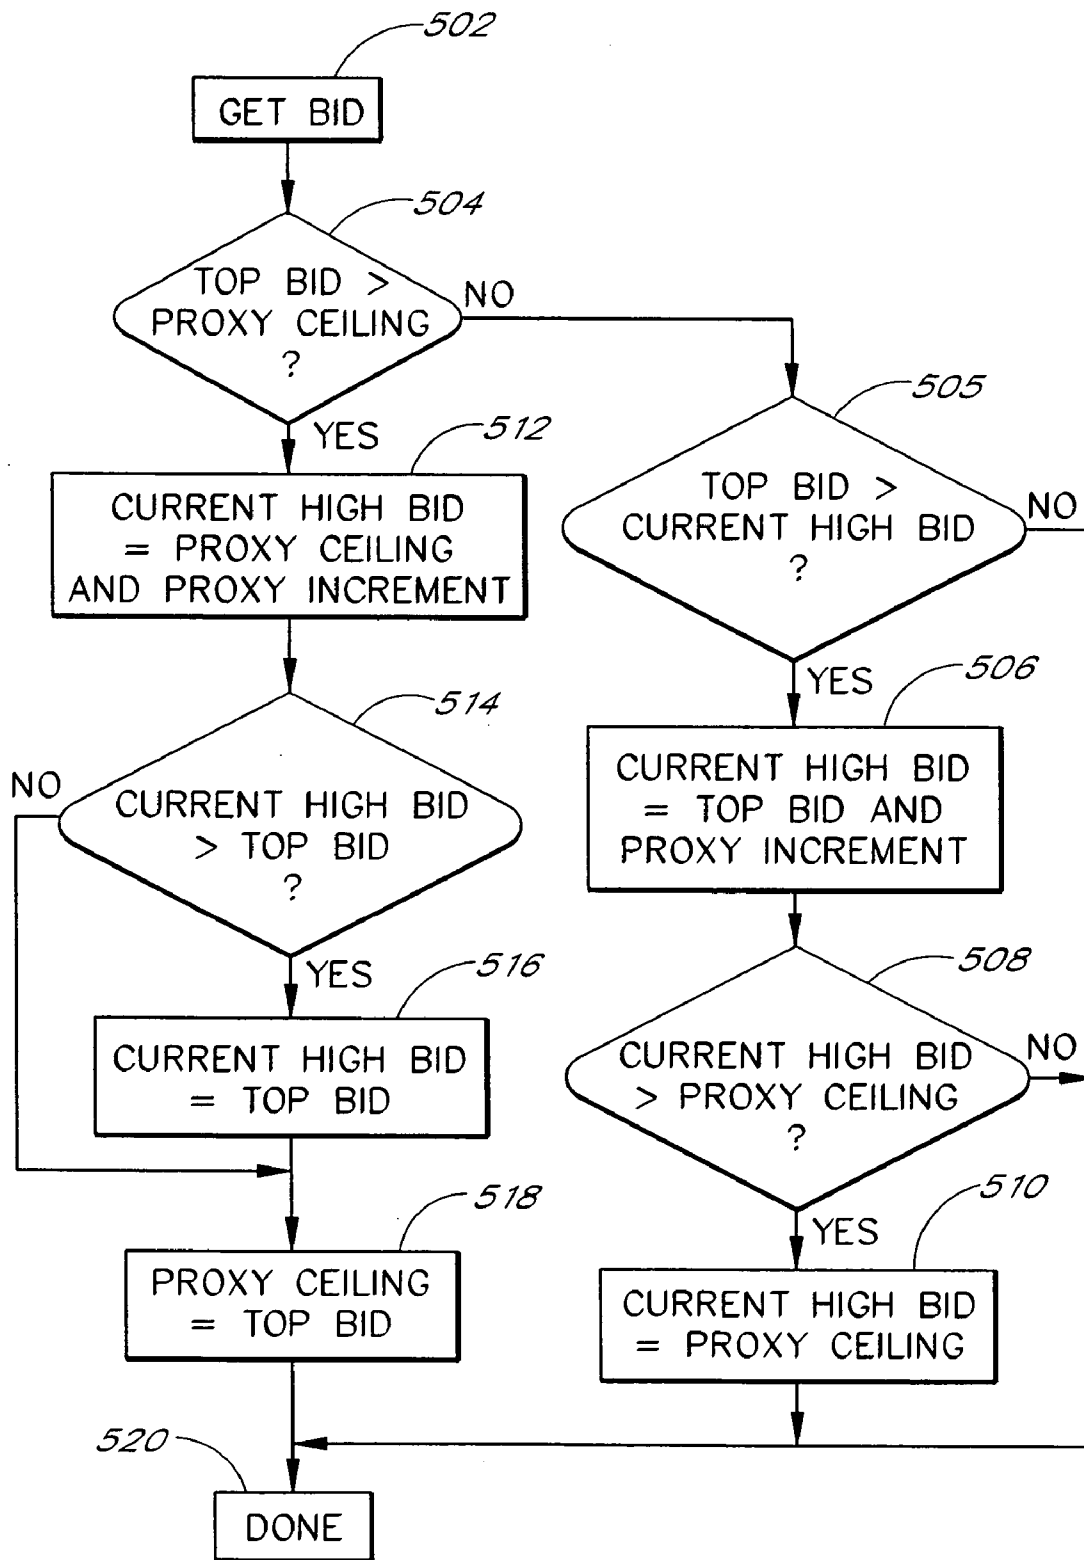 502
GET BID
504
TOP BID >
PROXY CEILING
?
NO
YES
505
TOP BID >
CURRENT HIGH BID
?
NO
YES
512
CURRENT HIGH BID
= PROXY CEILING
AND PROXY INCREMENT
514
CURRENT HIGH BID
> TOP BID
?
NO
YES
506
CURRENT HIGH BID
= TOP BID AND
PROXY INCREMENT
508
CURRENT HIGH BID
> PROXY CEILING
?
NO
YES
516
CURRENT HIGH BID
= TOP BID
518
PROXY CEILING
= TOP BID
510
CURRENT HIGH BID
= PROXY CEILING
520
DONE